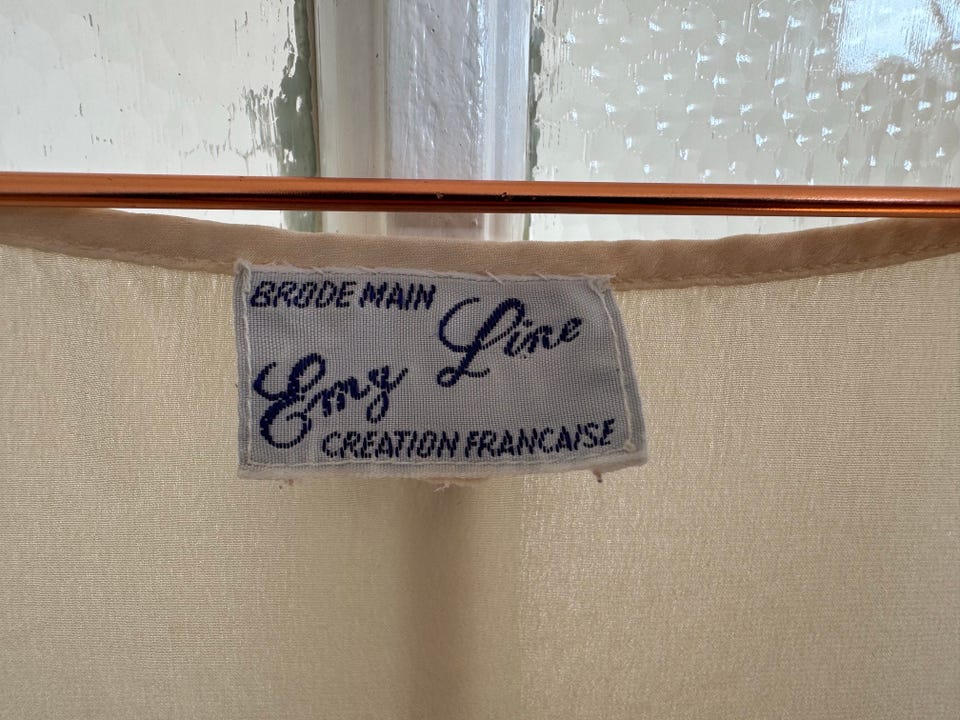 BRODE MAIN
Emy Line
CREATION FRANCAISE